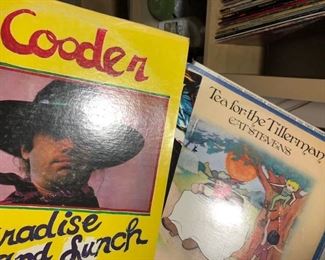 Cooder
radise
and Lunch
Tea for the Tillerman
CAT STEVENS